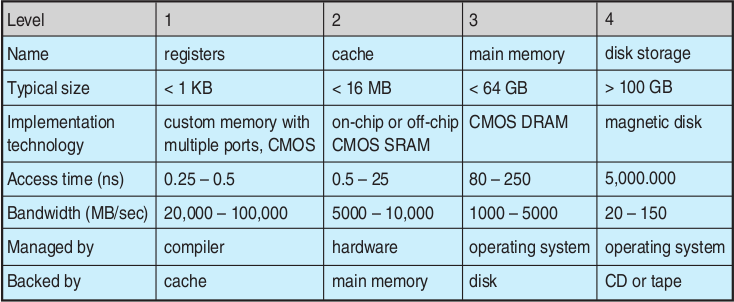 Level 1 2 3 4
Name registers cache main memory disk storage
Typical size < 1 KB < 16 MB < 64 GB > 100 GB
Implementation custom memory with on-chip or off-chip CMOS DRAM magnetic disk
technology multiple ports, CMOS CMOS SRAM
Access time (ns) 0.25 – 0.5 0.5 – 25 80 – 250 5,000.000
Bandwidth (MB/sec) 20,000 – 100,000 5000 – 10,000 1000 – 5000 20 – 150
Managed by compiler hardware operating system operating system
Backed by cache main memory disk CD or tape